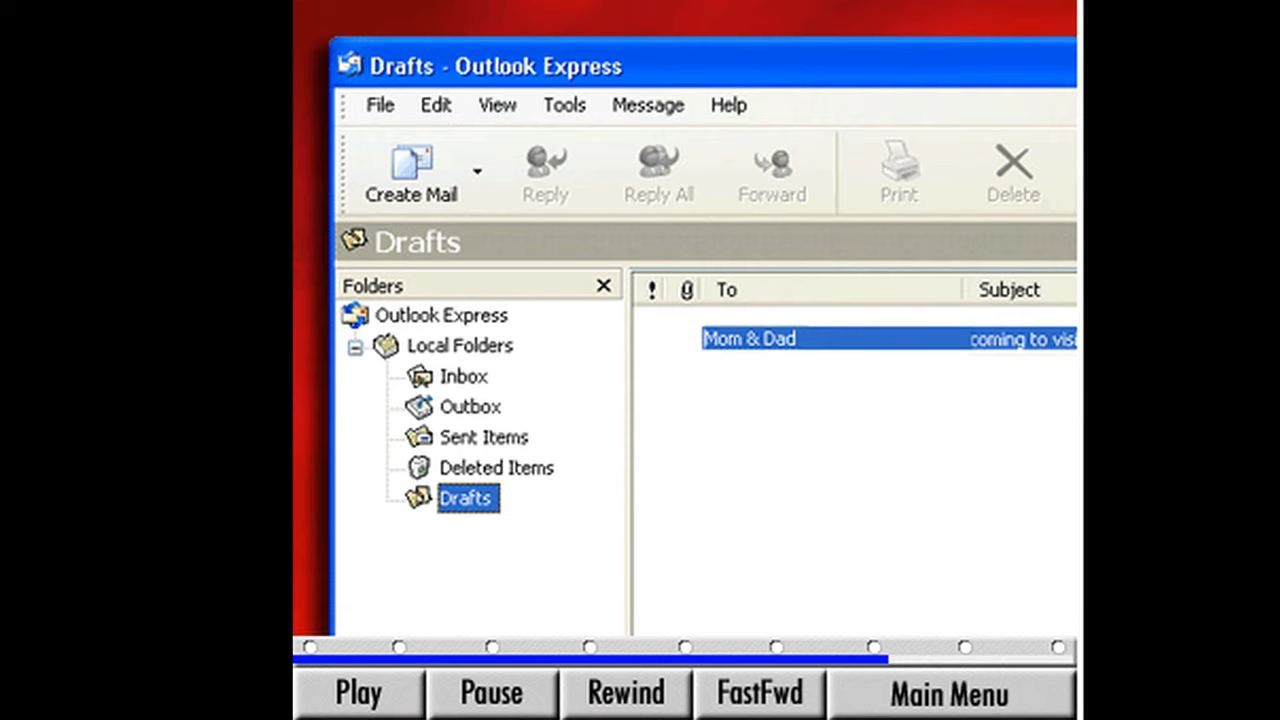 Drafts - Outlook Express
File Edit View Tools Message Help
Create Mail Reply Reply All Forward Print Delete
Drafts
Folders
! To Subject
Outlook Express
Mom & Dad coming to visi
Local Folders
Inbox
Outbox
Sent Items
Deleted Items
Drafts
Play Pause Rewind FastFwd Main Menu